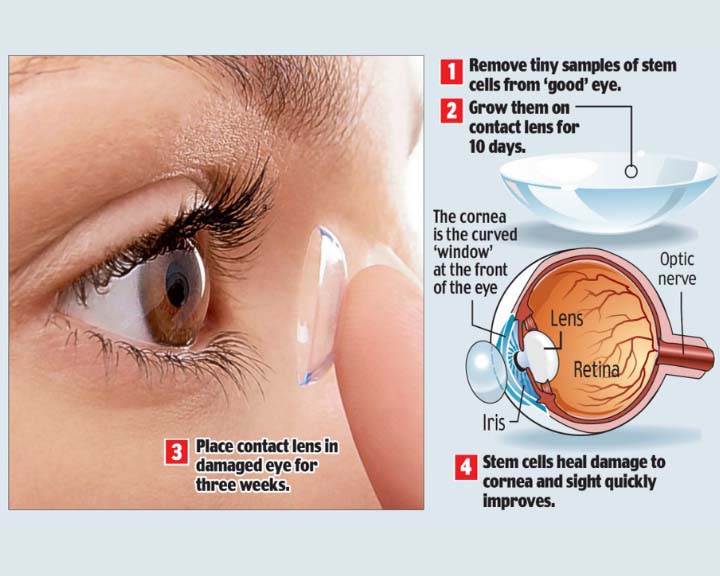 1 Remove tiny samples of stem
cells from ‘good’ eye.
2 Grow them on
contact lens for
10 days.
The cornea
is the curved
‘window’
at the front
of the eye
Optic
nerve
Lens
Retina
Iris
3 Place contact lens in
damaged eye for
three weeks.
4 Stem cells heal damage to
cornea and sight quickly
improves.